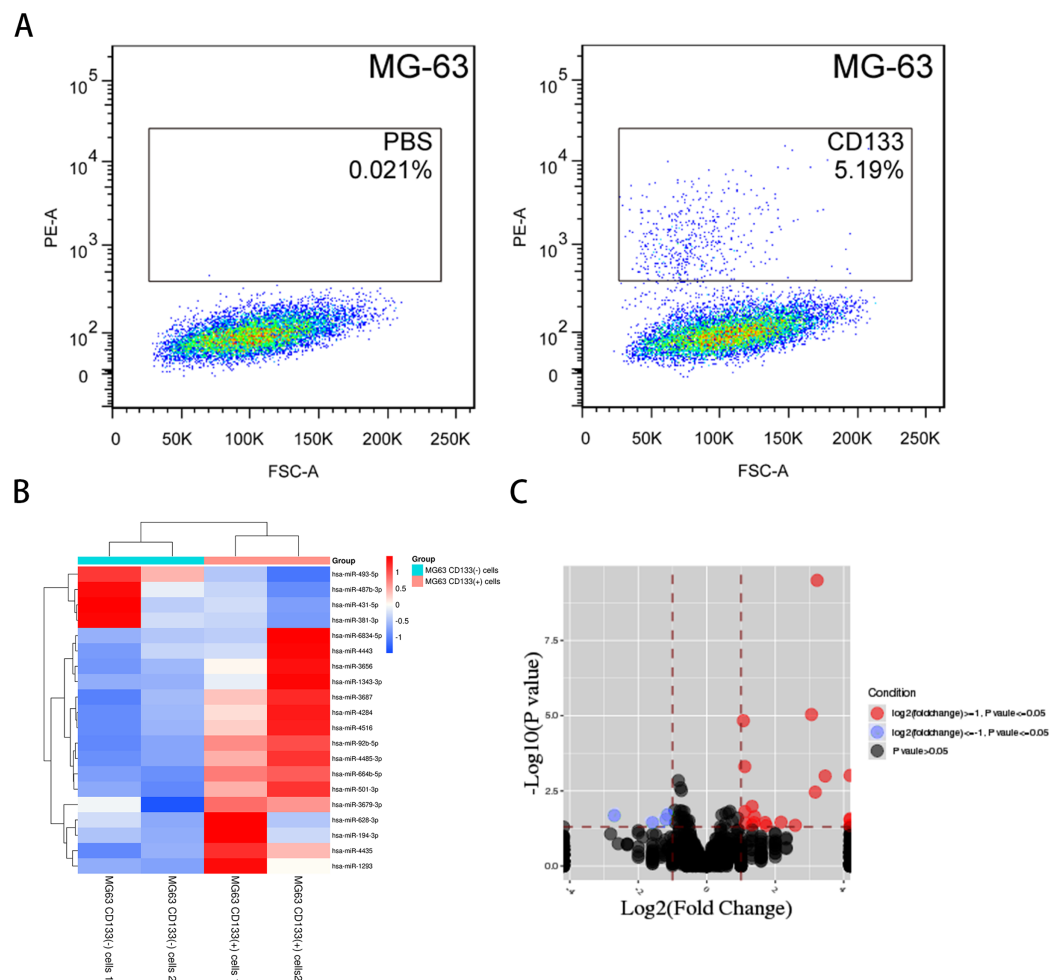 A
MG-63
PBS
0.021%
10^5
10^4
10^3
10^2
0
PE-A
0
50K
100K
150K
200K
250K
FSC-A
MG-63
CD133
5.19%
10^5
10^4
10^3
10^2
0
PE-A
0
50K
100K
150K
200K
250K
FSC-A
B
Group
1
0.5
0
-0.5
-1
Group
MG63 CD133(-) cells
MG63 CD133(+) cells
hsa-miR-493-5p
hsa-miR-487b-3p
hsa-miR-431-5p
hsa-miR-381-3p
hsa-miR-6834-5p
hsa-miR-4443
hsa-miR-3656
hsa-miR-1343-3p
hsa-miR-3687
hsa-miR-4284
hsa-miR-4516
hsa-miR-92b-5p
hsa-miR-4485-3p
hsa-miR-664b-5p
hsa-miR-501-3p
hsa-miR-3679-3p
hsa-miR-628-3p
hsa-miR-194-3p
hsa-miR-4435
hsa-miR-1293
MG63 CD133(-) cells 1
MG63 CD133(-) cells 2
MG63 CD133(+) cells
MG63 CD133(+) cells2
C
-Log10(P value)
7.5
5.0
2.5
0.0
-4
-2
0
2
4
Log2(Fold Change)
Condition
log2(foldchange)>=1, P vaule<=0.05
log2(foldchange)<=-1, P vaule<=0.05
P vaule>0.05